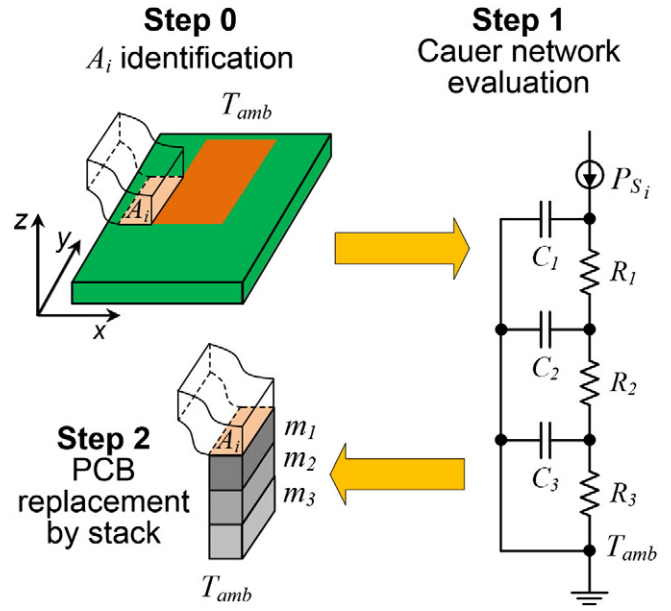 Step 0
A_i identification
T_amb
A_i
z
y
x
Step 1
Cauer network
evaluation
P_S_i
C_1
R_1
C_2
R_2
C_3
R_3
T_amb
Step 2
PCB
replacement
by stack
A_i
m_1
m_2
m_3
T_amb